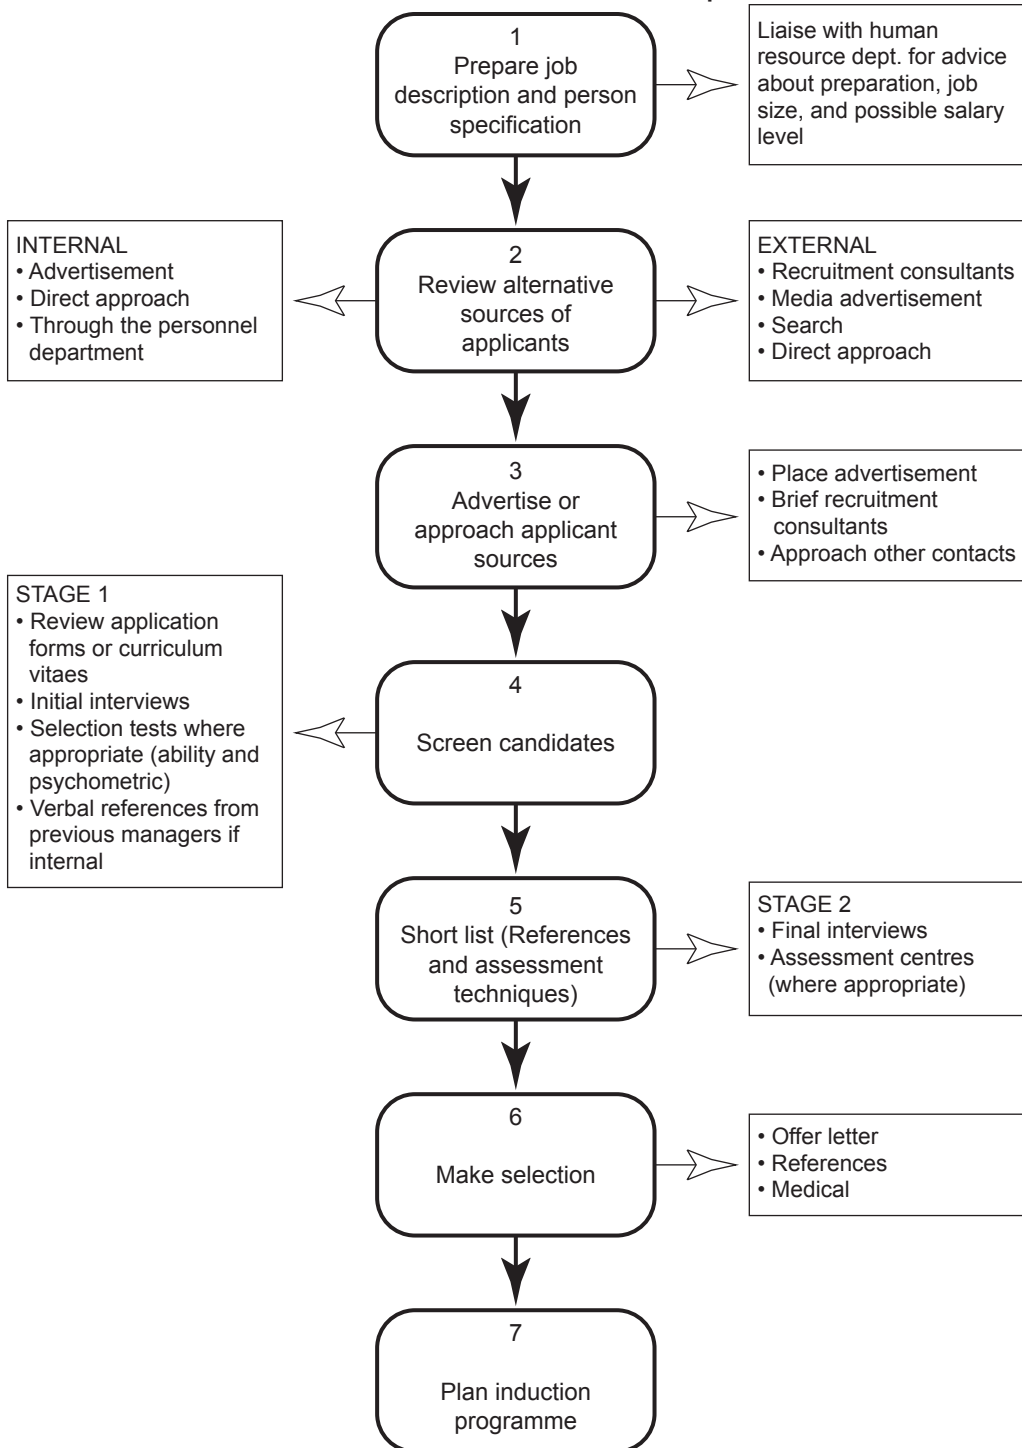 1
Prepare job
description and person
specification
Liaise with human
resource dept. for advice
about preparation, job
size, and possible salary
level
INTERNAL
• Advertisement
• Direct approach
• Through the personnel
department
2
Review alternative
sources of
applicants
EXTERNAL
• Recruitment consultants
• Media advertisement
• Search
• Direct approach
3
Advertise or
approach applicant
sources
• Place advertisement
• Brief recruitment
consultants
• Approach other contacts
STAGE 1
• Review application
forms or curriculum
vitaes
• Initial interviews
• Selection tests where
appropriate (ability and
psychometric)
• Verbal references from
previous managers if
internal
4
Screen candidates
5
Short list (References
and assessment
techniques)
STAGE 2
• Final interviews
• Assessment centres
(where appropriate)
6
Make selection
• Offer letter
• References
• Medical
7
Plan induction
programme